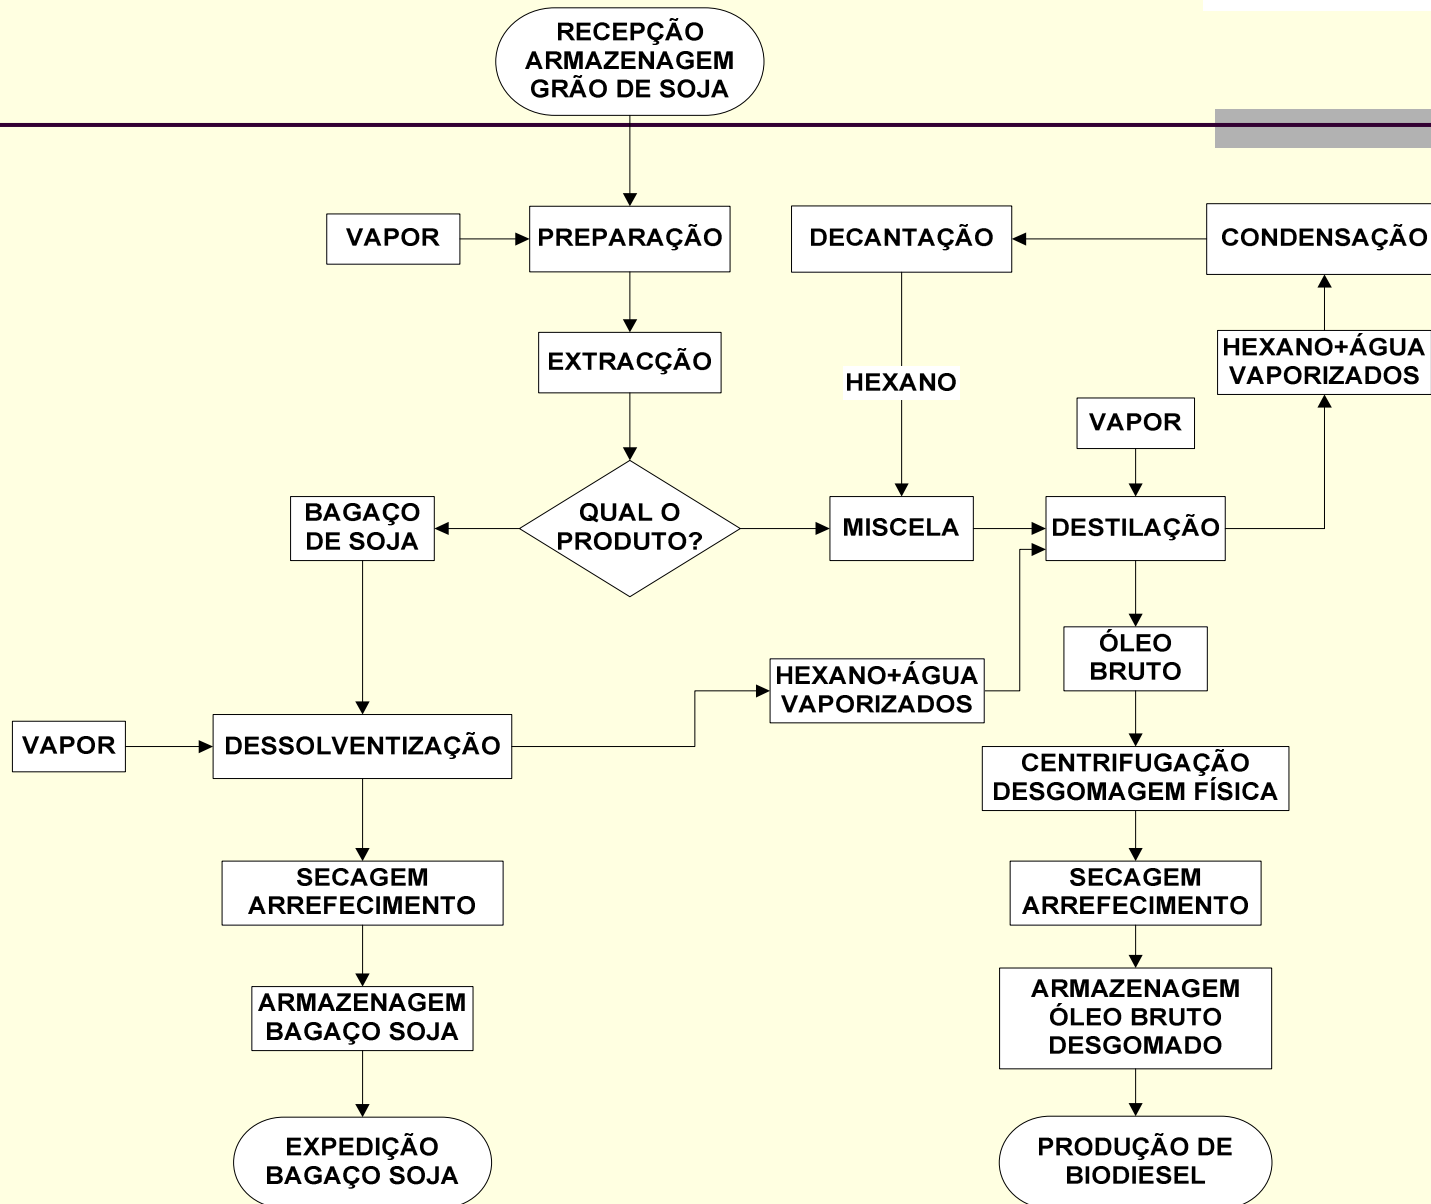 RECEPÇÃO
ARMAZENAGEM
GRÃO DE SOJA
VAPOR
PREPARAÇÃO
DECANTAÇÃO
CONDENSAÇÃO
EXTRACÇÃO
HEXANO
HEXANO+ÁGUA
VAPORIZADOS
VAPOR
BAGAÇO
DE SOJA
QUAL O
PRODUTO?
MISCELA
DESTILAÇÃO
ÓLEO
BRUTO
HEXANO+ÁGUA
VAPORIZADOS
VAPOR
DESSOLVENTIZAÇÃO
CENTRIFUGAÇÃO
DESGOMAGEM FÍSICA
SECAGEM
ARREFECIMENTO
SECAGEM
ARREFECIMENTO
ARMAZENAGEM
BAGAÇO SOJA
ARMAZENAGEM
ÓLEO BRUTO
DESGOMADO
EXPEDIÇÃO
BAGAÇO SOJA
PRODUÇÃO DE
BIODIESEL